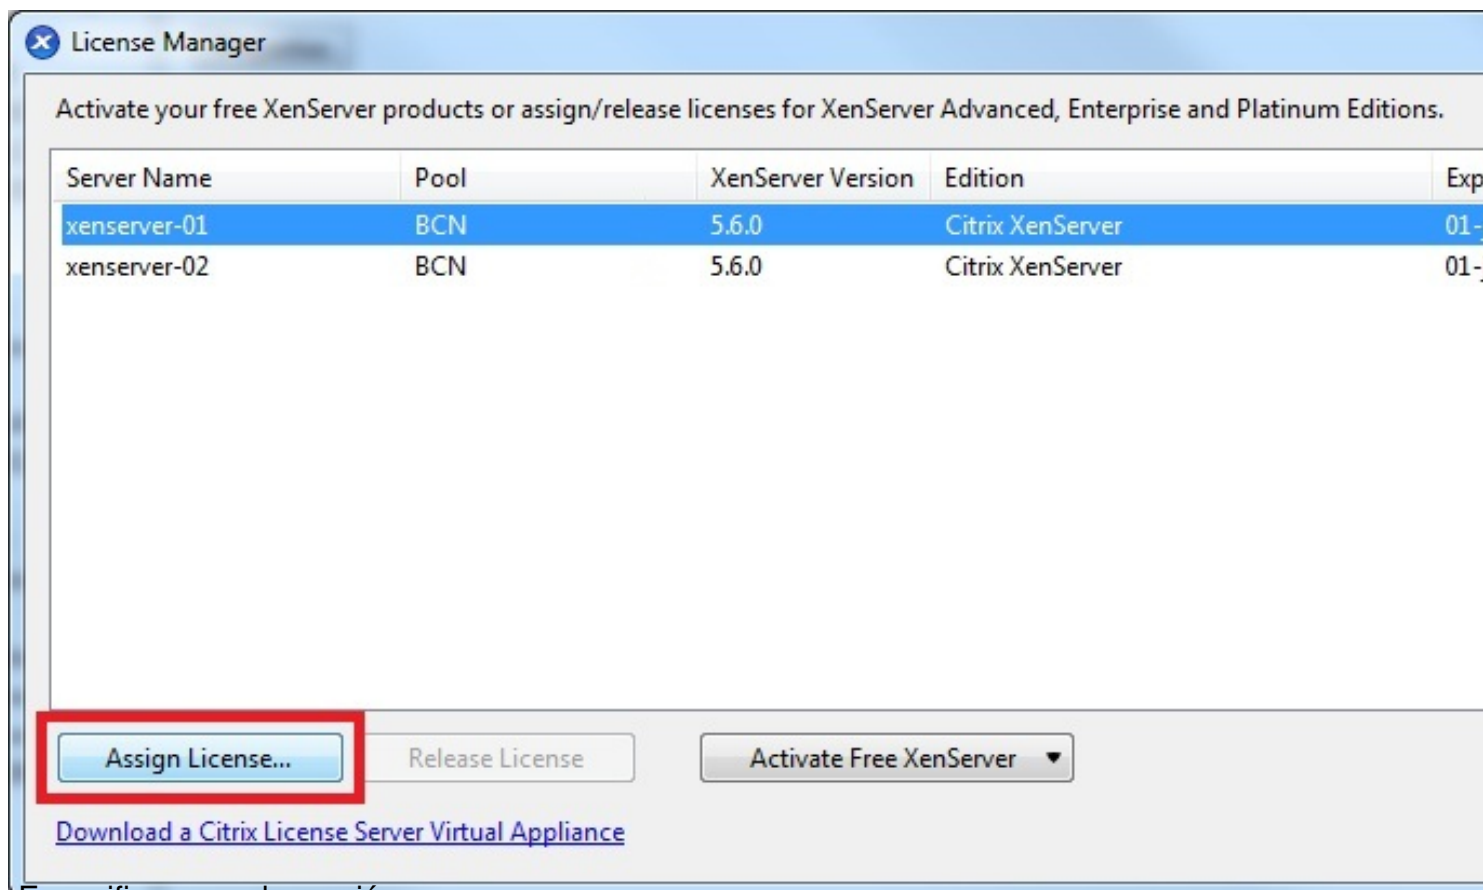 License Manager
Activate your free XenServer products or assign/release licenses for XenServer Advanced, Enterprise and Platinum Editions.
Server Name Pool XenServer Version Edition Exp
xenserver-01 BCN 5.6.0 Citrix XenServer 01-
xenserver-02 BCN 5.6.0 Citrix XenServer 01-
Assign License... Release License Activate Free XenServer
Download a Citrix License Server Virtual Appliance